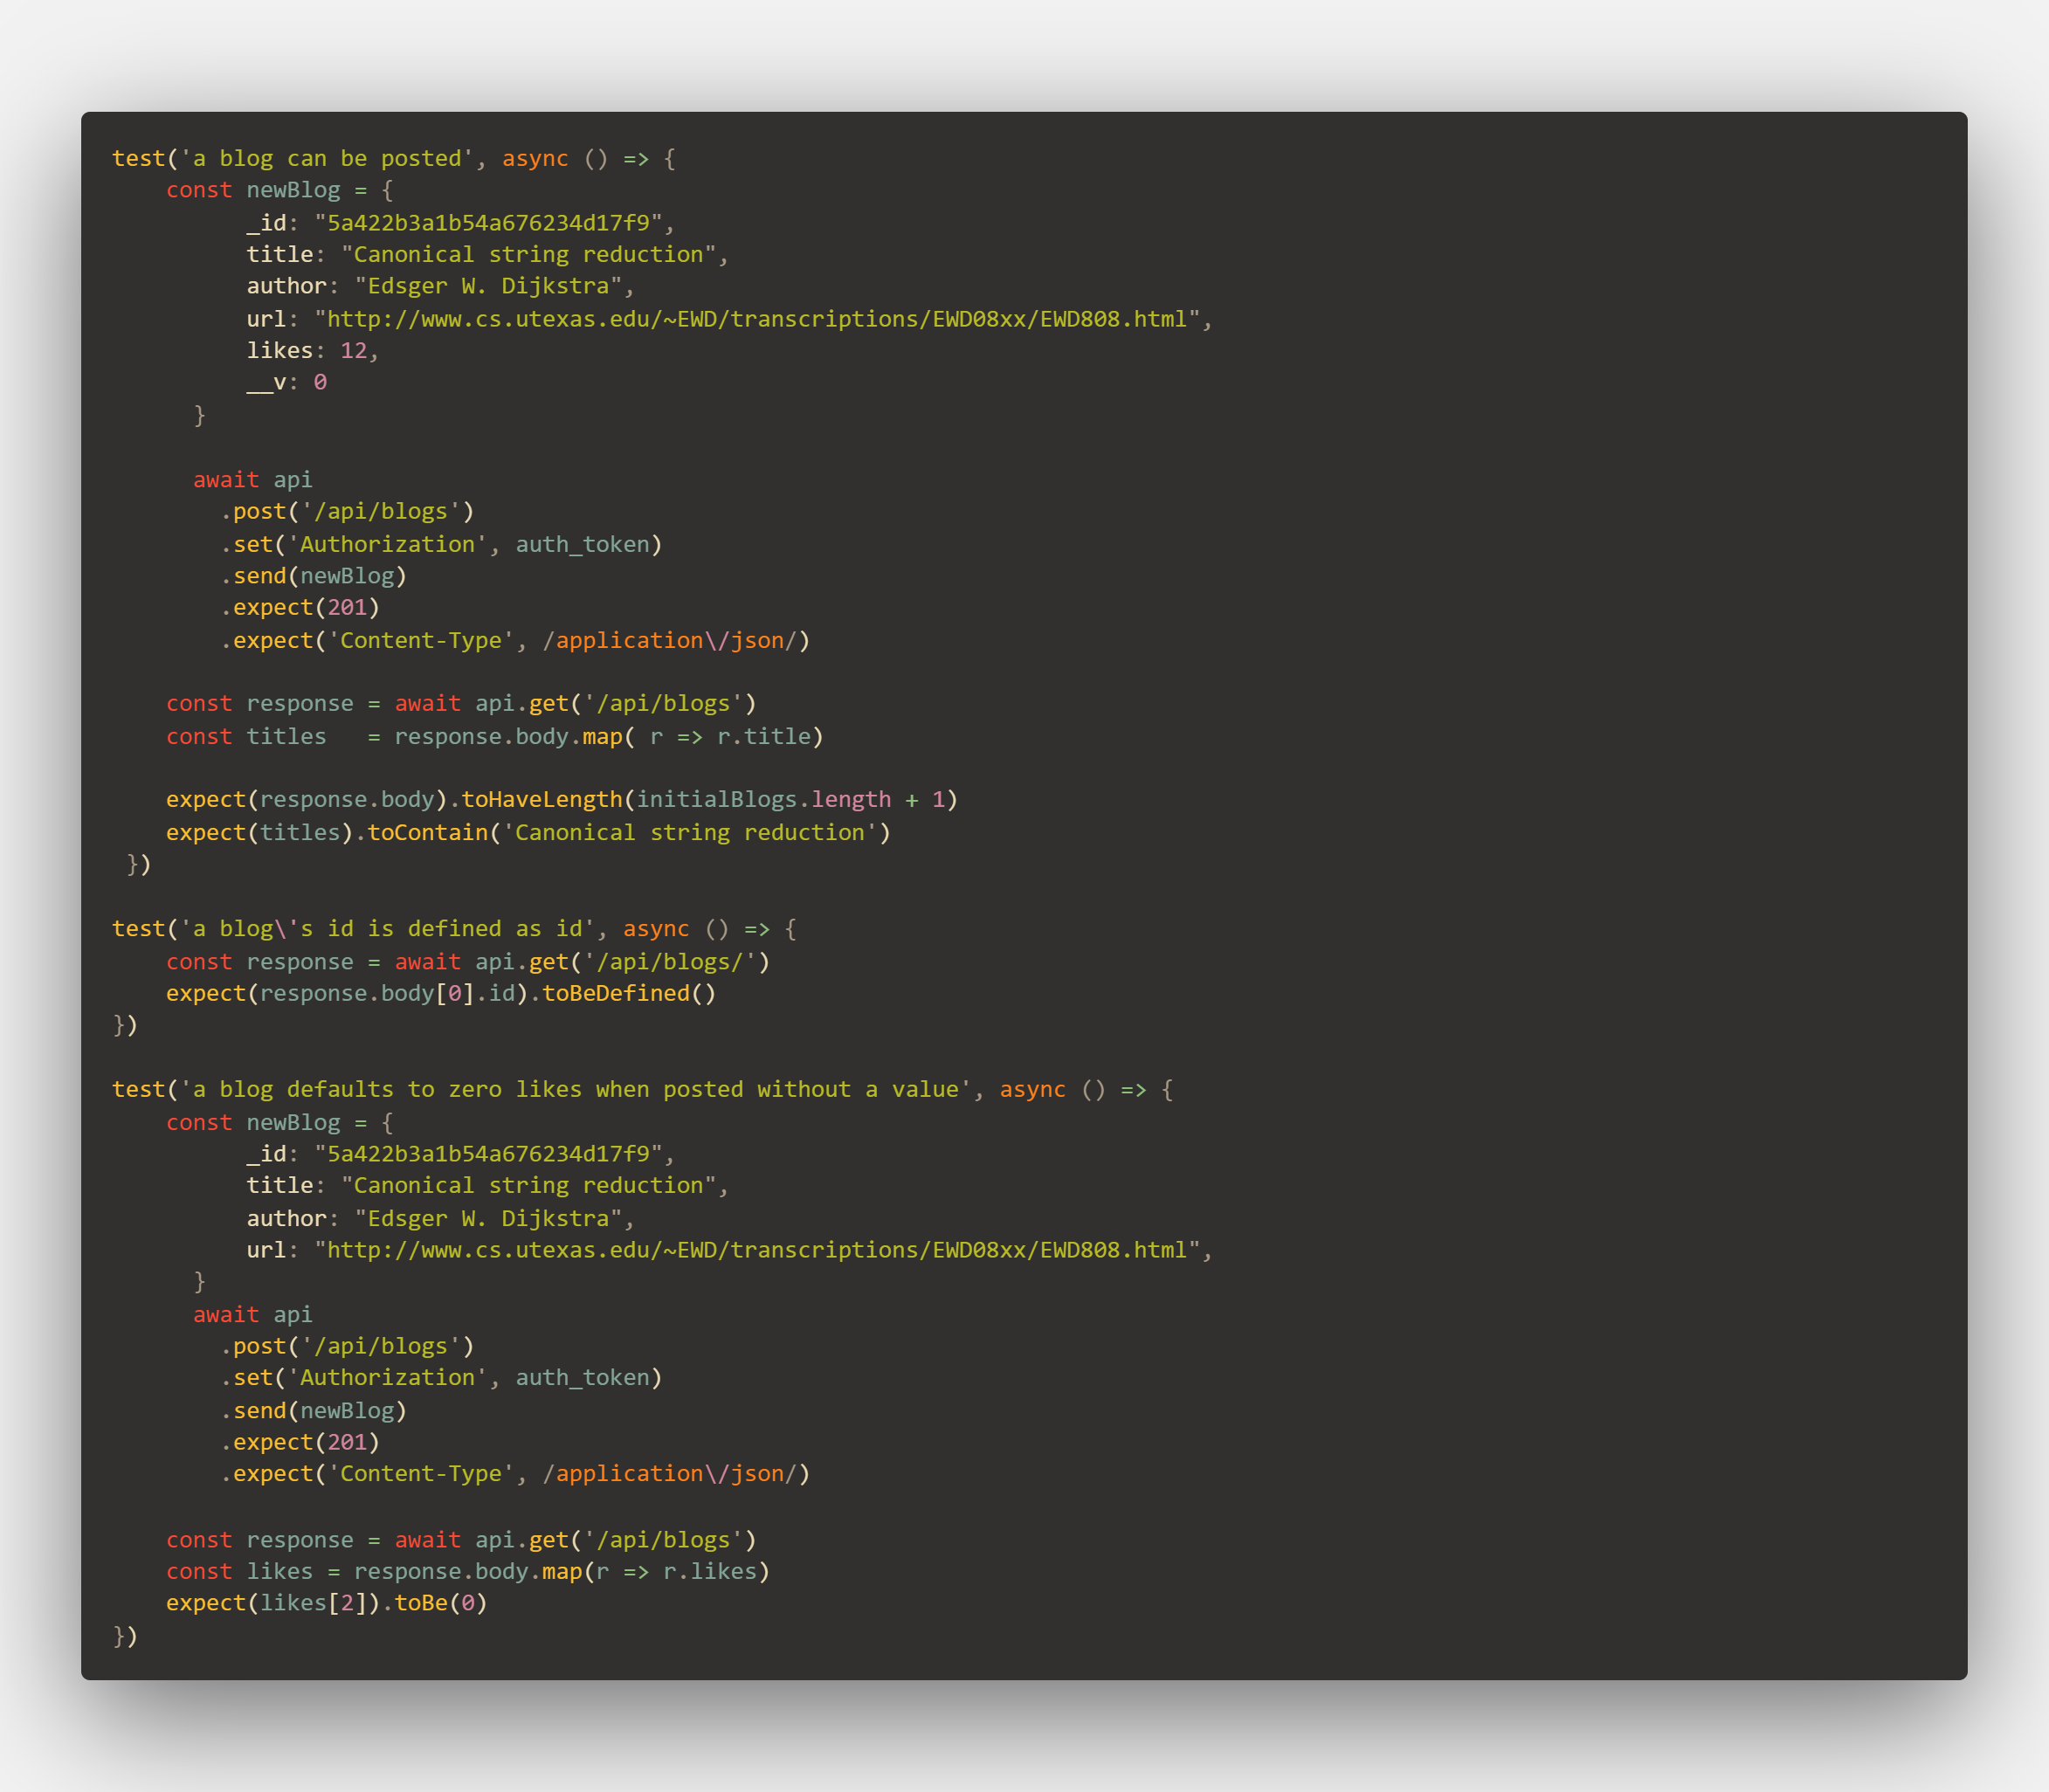 test('a blog can be posted', async () => {
    const newBlog = {
          _id: "5a422b3a1b54a676234d17f9",
          title: "Canonical string reduction",
          author: "Edsger W. Dijkstra",
          url: "http://www.cs.utexas.edu/~EWD/transcriptions/EWD08xx/EWD808.html",
          likes: 12,
          __v: 0
      }

      await api
        .post('/api/blogs')
        .set('Authorization', auth_token)
        .send(newBlog)
        .expect(201)
        .expect('Content-Type', /application\/json/)

    const response = await api.get('/api/blogs')
    const titles   = response.body.map( r => r.title)

    expect(response.body).toHaveLength(initialBlogs.length + 1)
    expect(titles).toContain('Canonical string reduction')
 })

test('a blog\'s id is defined as id', async () => {
    const response = await api.get('/api/blogs/')
    expect(response.body[0].id).toBeDefined()
})

test('a blog defaults to zero likes when posted without a value', async () => {
    const newBlog = {
          _id: "5a422b3a1b54a676234d17f9",
          title: "Canonical string reduction",
          author: "Edsger W. Dijkstra",
          url: "http://www.cs.utexas.edu/~EWD/transcriptions/EWD08xx/EWD808.html",
      }
      await api
        .post('/api/blogs')
        .set('Authorization', auth_token)
        .send(newBlog)
        .expect(201)
        .expect('Content-Type', /application\/json/)

    const response = await api.get('/api/blogs')
    const likes = response.body.map(r => r.likes)
    expect(likes[2]).toBe(0)
})